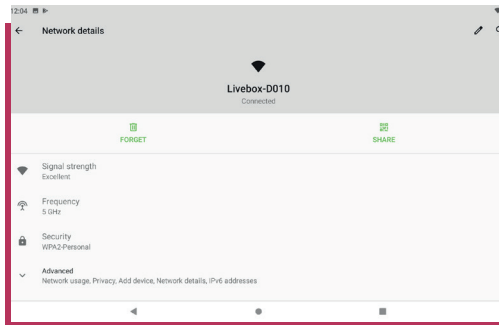 12:04
Network details
Livebox-D010
Connected
FORGET
SHARE
Signal strength
Excellent
Frequency
5 GHz
Security
WPA2-Personal
Advanced
Network usage, Privacy, Add device, Network details, IPv6 addresses